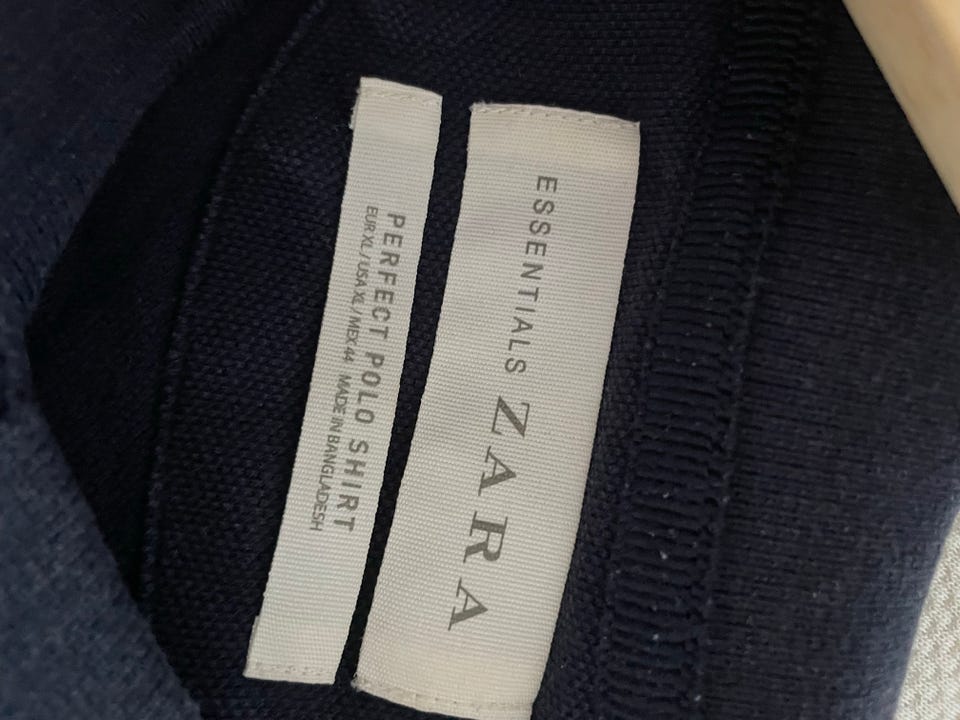 ESSENTIALS ZARA
PERFECT POLO SHIRT
EUR XL / USA XL / MEX 44 MADE IN BANGLADESH